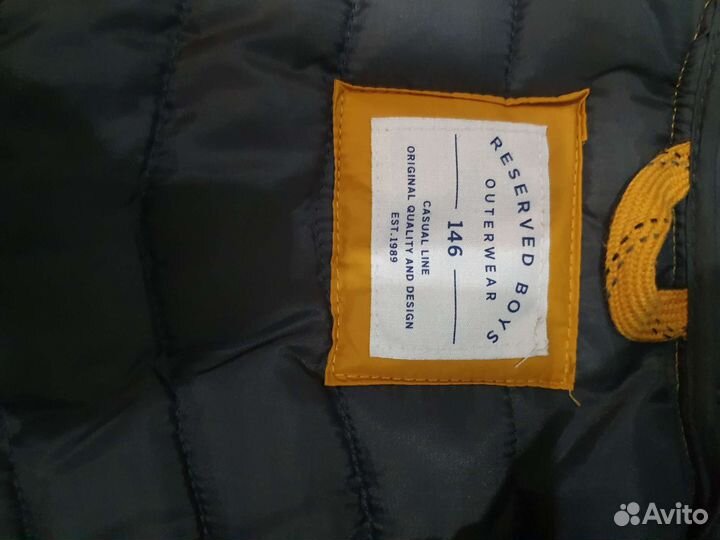 RESERVED BOYS
OUTERWEAR
146
CASUAL LINE
ORIGINAL QUALITY AND DESIGN
EST.1989
Avito